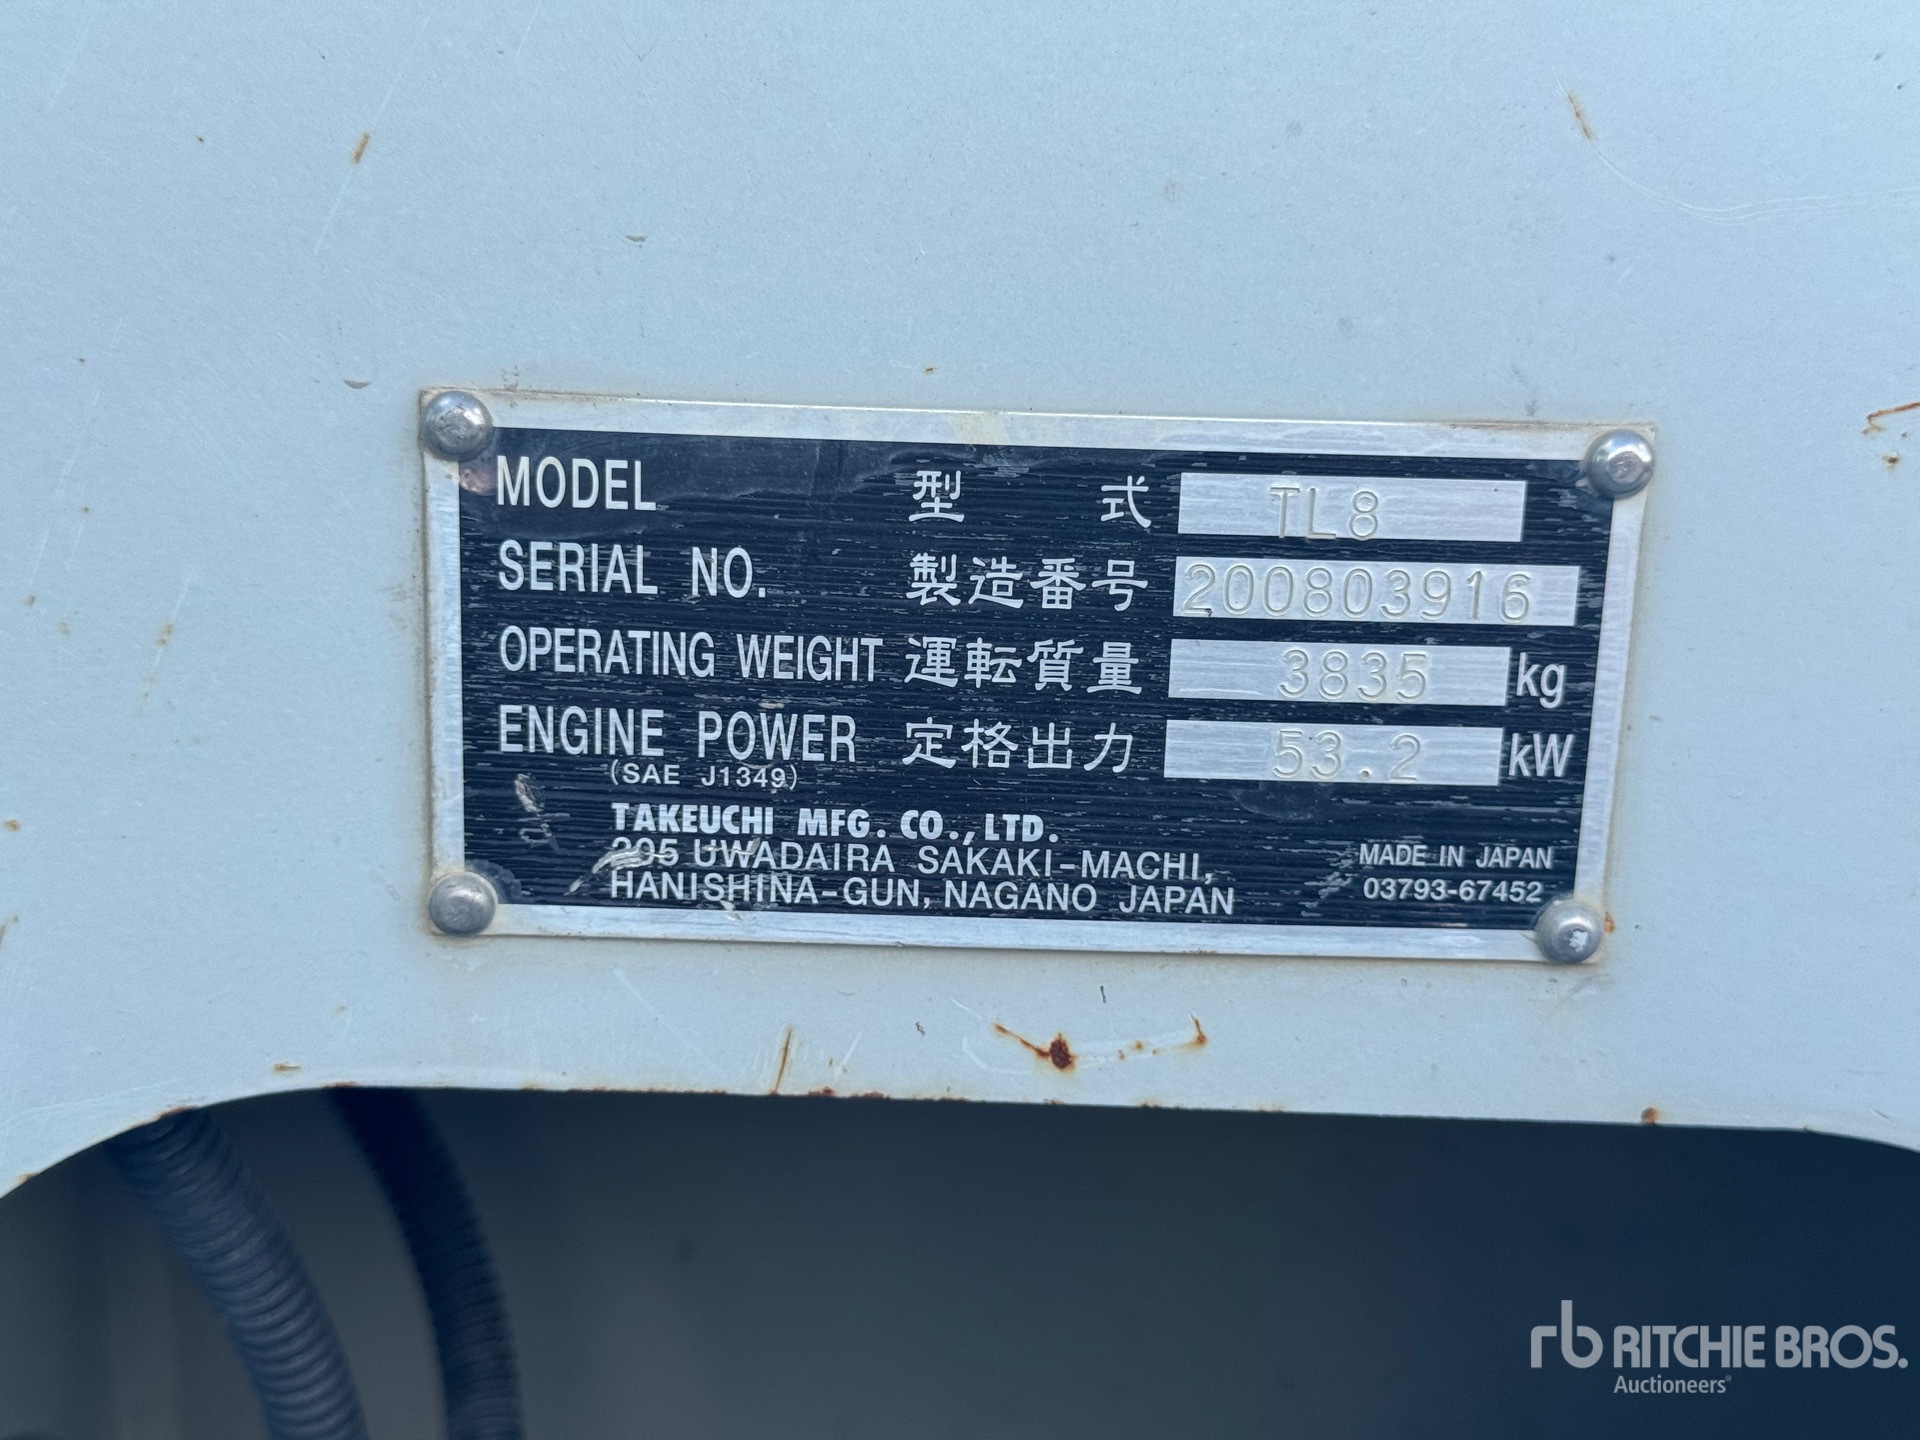 MODEL 型 式 TL8
SERIAL NO. 製造番号 200803916
OPERATING WEIGHT 運転質量 3835 kg
ENGINE POWER 定格出力 53.2 kW
(SAE J1349)
TAKEUCHI MFG. CO., LTD.
205 UWADAIRA SAKAKI-MACHI,
HANISHINA-GUN, NAGANO JAPAN
MADE IN JAPAN
03793-67452
rb RITCHIE BROS.
Auctioneers®